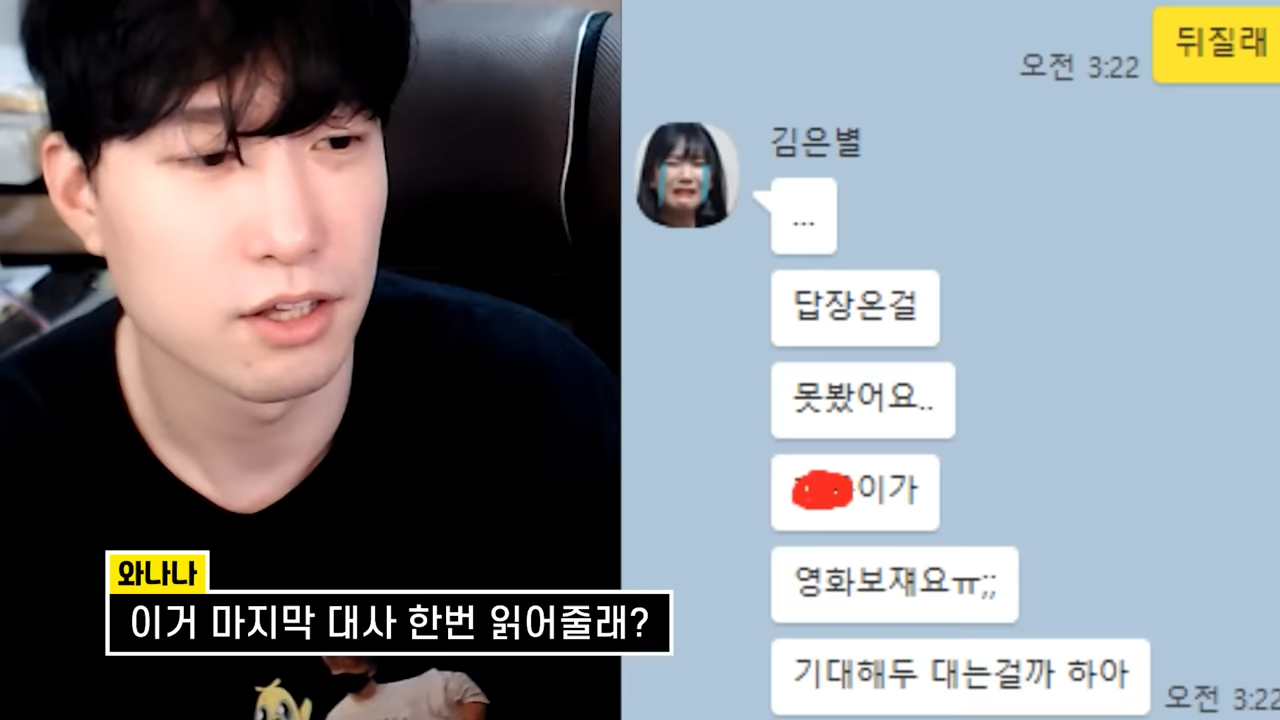 뒤질래
오전 3:22
김은별
...
답장온걸
못봤어요..
이가
영화보쟤요ㅠ;;
기대해두 대는걸까 하아
오전 3:22
와나나
이거 마지막 대사 한번 읽어줄래?